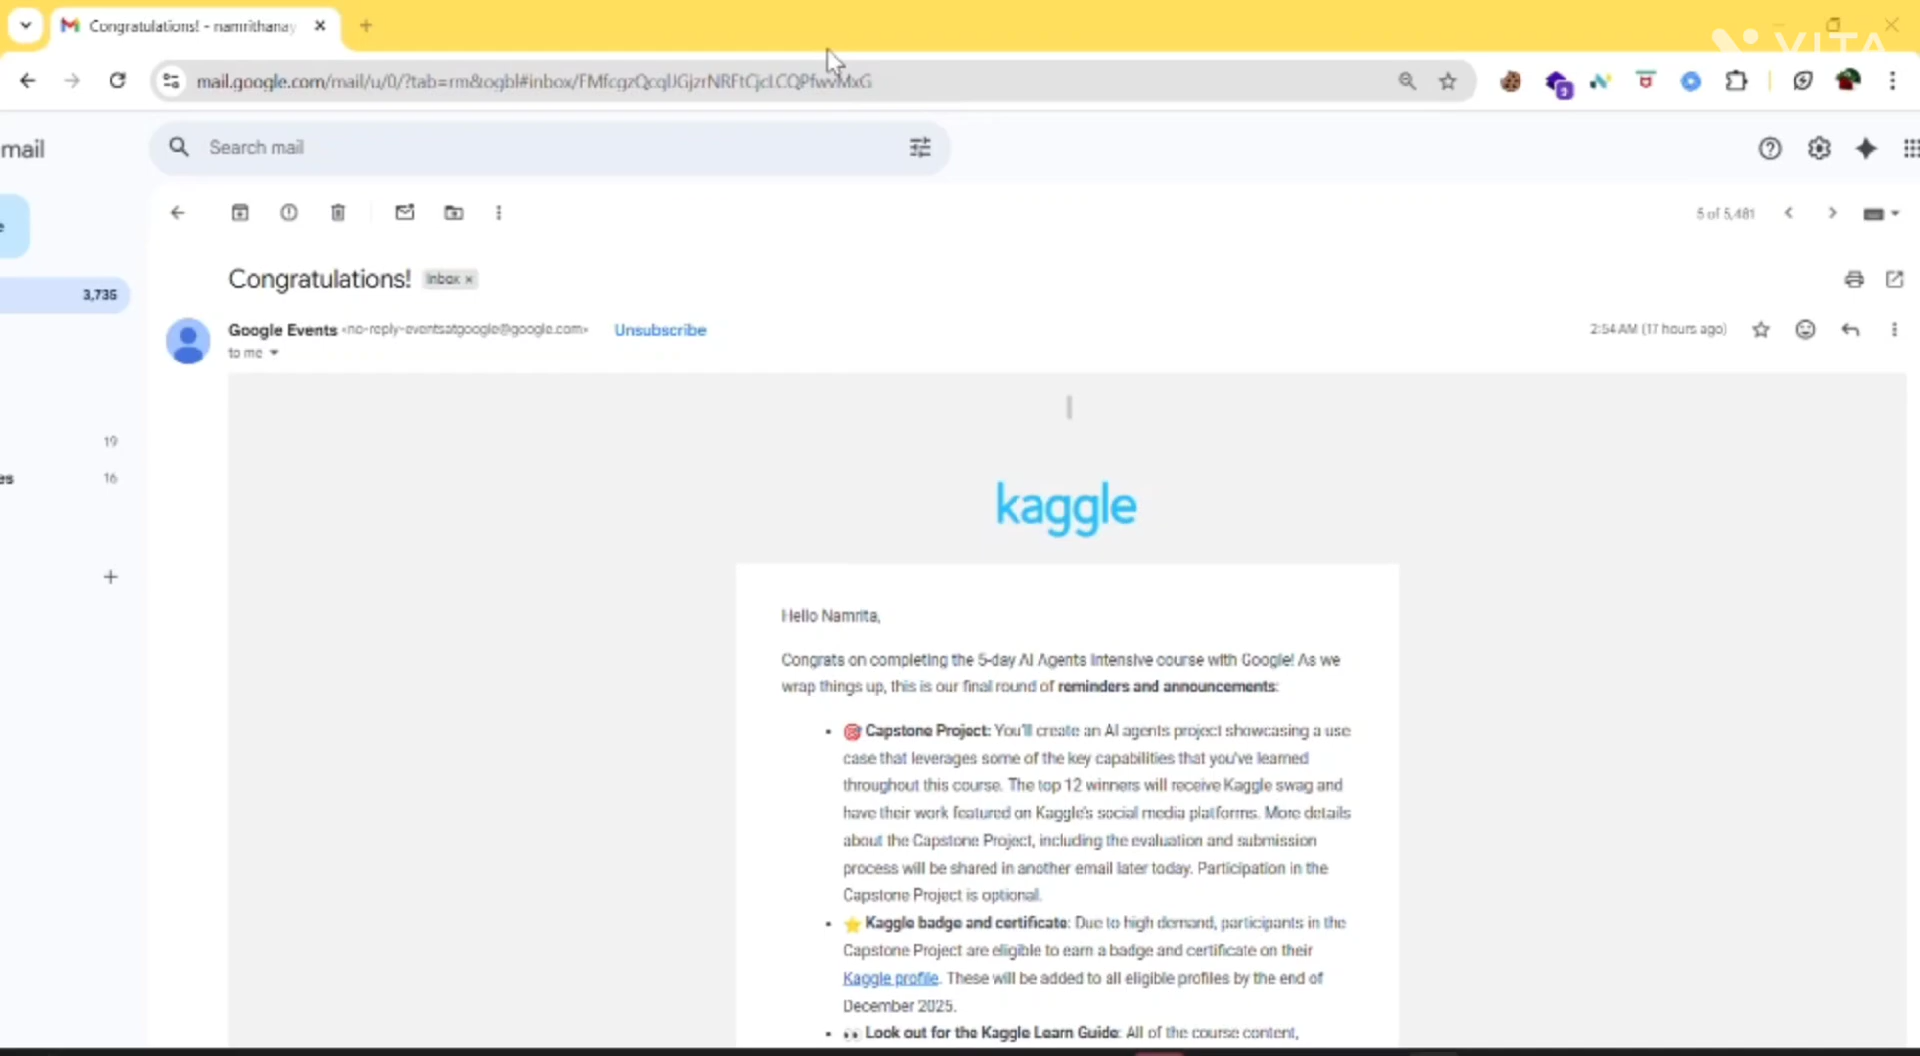 Congratulations! - namrithanay
VITA
mail.google.com/mail/u/0/?tab=rm&ogbl#inbox/
mail
Search mail
5 of 5,481
Congratulations! Inbox ×
3,735
Google Events <no-reply-eventsatgoogle@google.com> Unsubscribe
2:54 AM (17 hours ago)
to me
19
es 16
kaggle
Hello Namrita,
Congrats on completing the 5-day AI Agents Intensive course with Google! As we
wrap things up, this is our final round of reminders and announcements:
• 🎯 Capstone Project: You'll create an AI agents project showcasing a use
case that leverages some of the key capabilities that you've learned
throughout this course. The top 12 winners will receive Kaggle swag and
have their work featured on Kaggle's social media platforms. More details
about the Capstone Project, including the evaluation and submission
process will be shared in another email later today. Participation in the
Capstone Project is optional.
• ⭐ Kaggle badge and certificate: Due to high demand, participants in the
Capstone Project are eligible to earn a badge and certificate on their
Kaggle profile. These will be added to all eligible profiles by the end of
December 2025.
• 👀 Look out for the Kaggle Learn Guide: All of the course content,